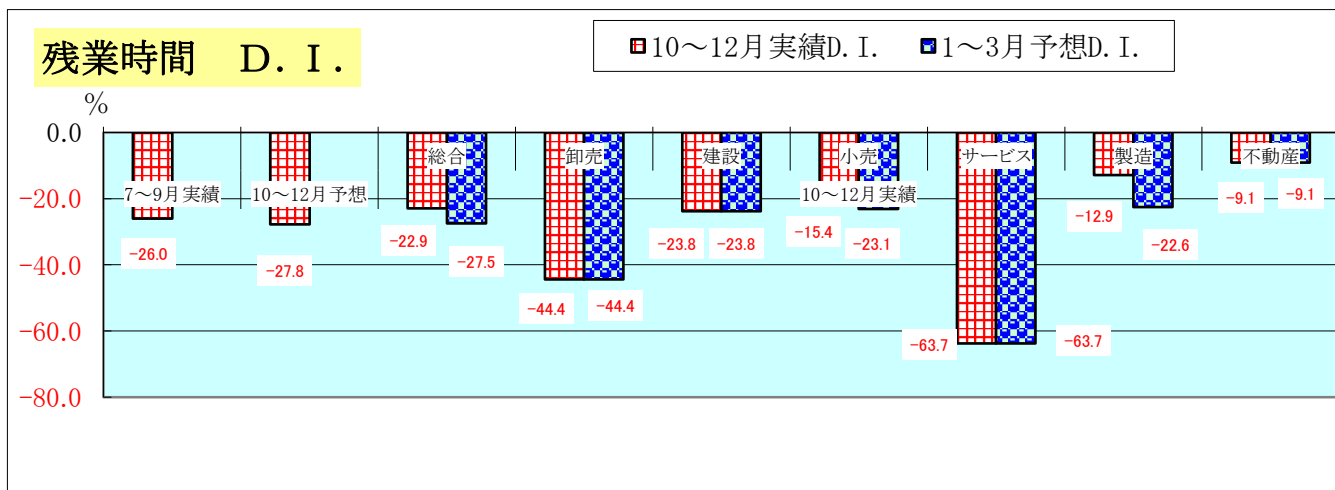 残業時間　D. I.
10～12月実績D.I.
1～3月予想D.I.
%
0.0
-20.0
-40.0
-60.0
-80.0
総合
卸売
建設
小売
サービス
製造
不動産
7～9月実績
10～12月予想
10～12月実績
-26.0
-27.8
-22.9
-27.5
-44.4
-44.4
-23.8
-23.8
-15.4
-23.1
-63.7
-63.7
-12.9
-22.6
-9.1
-9.1